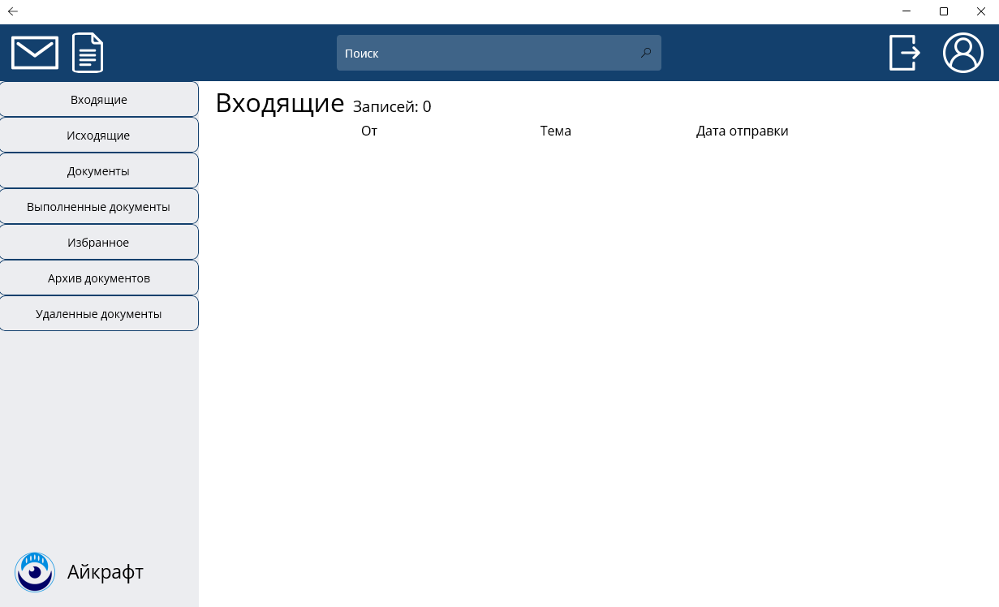 Поиск
Входящие
Исходящие
Документы
Выполненные документы
Избранное
Архив документов
Удаленные документы
Айкрафт
Входящие Записей: 0
От Тема Дата отправки